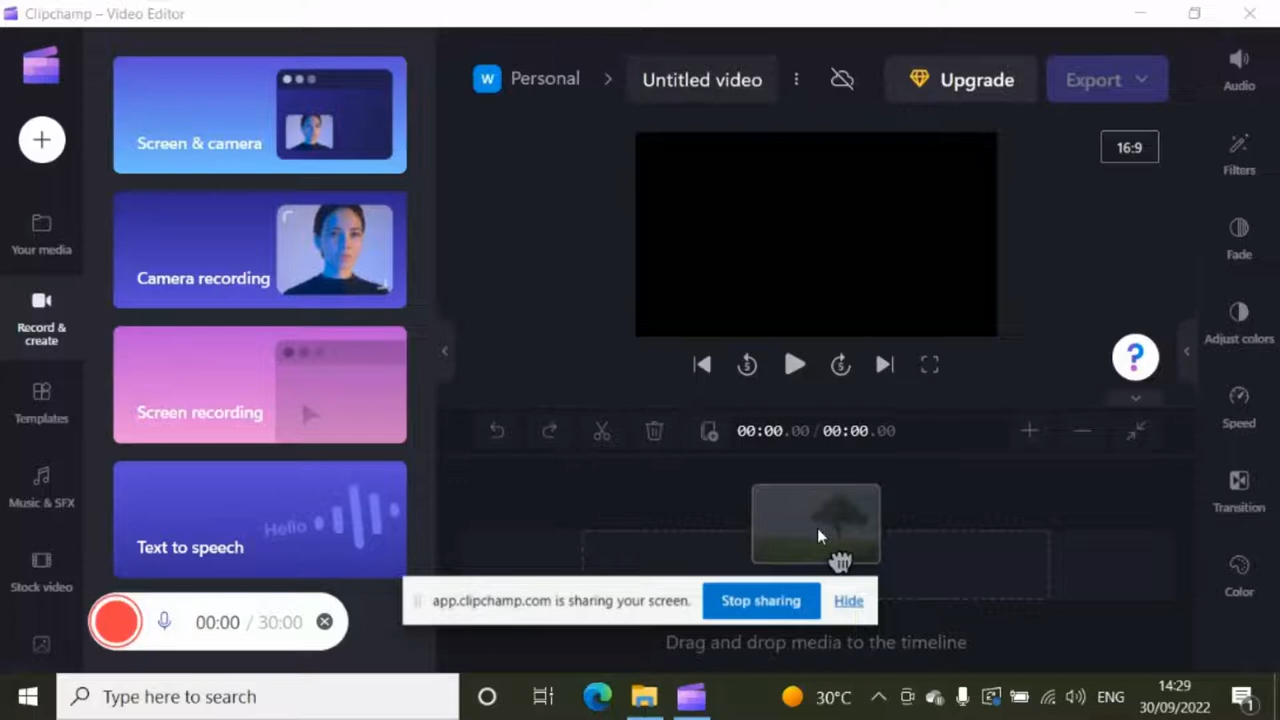 Clipchamp – Video Editor
Screen & camera
Camera recording
Screen recording
Hello
Text to speech
Your media
Record &
create
Templates
Music & SFX
Stock video
W Personal
Untitled video
Upgrade
Export
16:9
Audio
Filters
Fade
Adjust colors
Speed
Transition
Color
5
5
?
00:00.00 / 00:00.00
app.clipchamp.com is sharing your screen.
Stop sharing
Hide
Drag and drop media to the timeline
00:00 / 30:00
Type here to search
30°C
ENG
14:29
30/09/2022
1